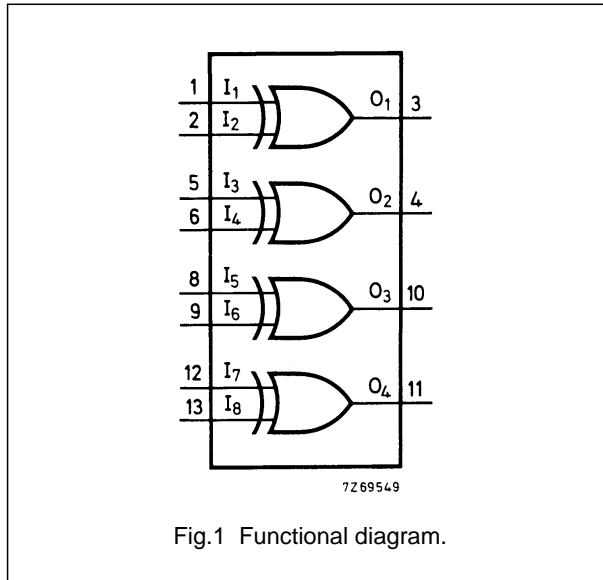 1 I₁ O₁ 3
2 I₂
5 I₃ O₂ 4
6 I₄
8 I₅ O₃ 10
9 I₆
12 I₇ O₄ 11
13 I₈
7Z69549
Fig.1 Functional diagram.